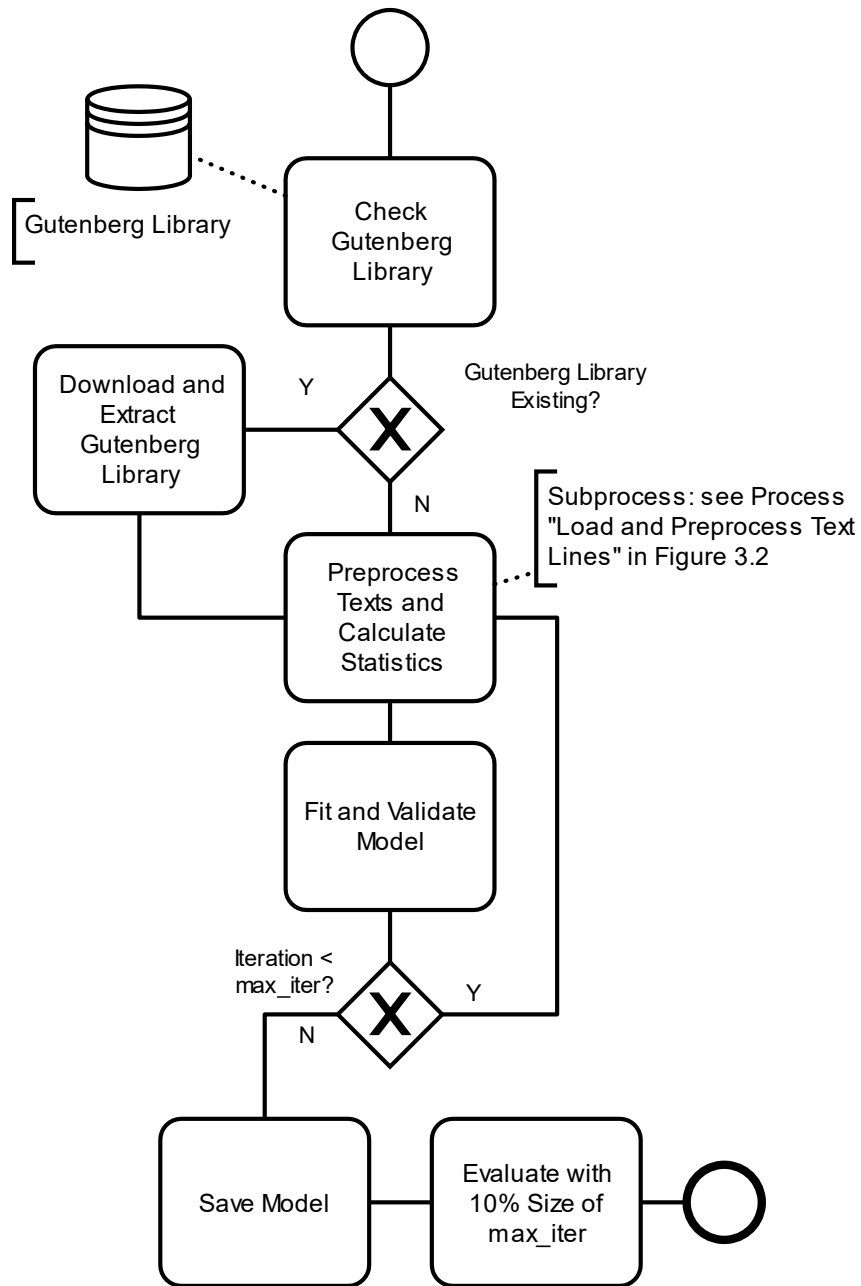 Gutenberg Library
Check
Gutenberg
Library
Download and
Extract
Gutenberg
Library
Y
Gutenberg Library
Existing?
X
N
Subprocess: see Process
"Load and Preprocess Text
Lines" in Figure 3.2
Preprocess
Texts and
Calculate
Statistics
Fit and Validate
Model
Iteration <
max_iter?
X
Y
N
Save Model
Evaluate with
10% Size of
max_iter